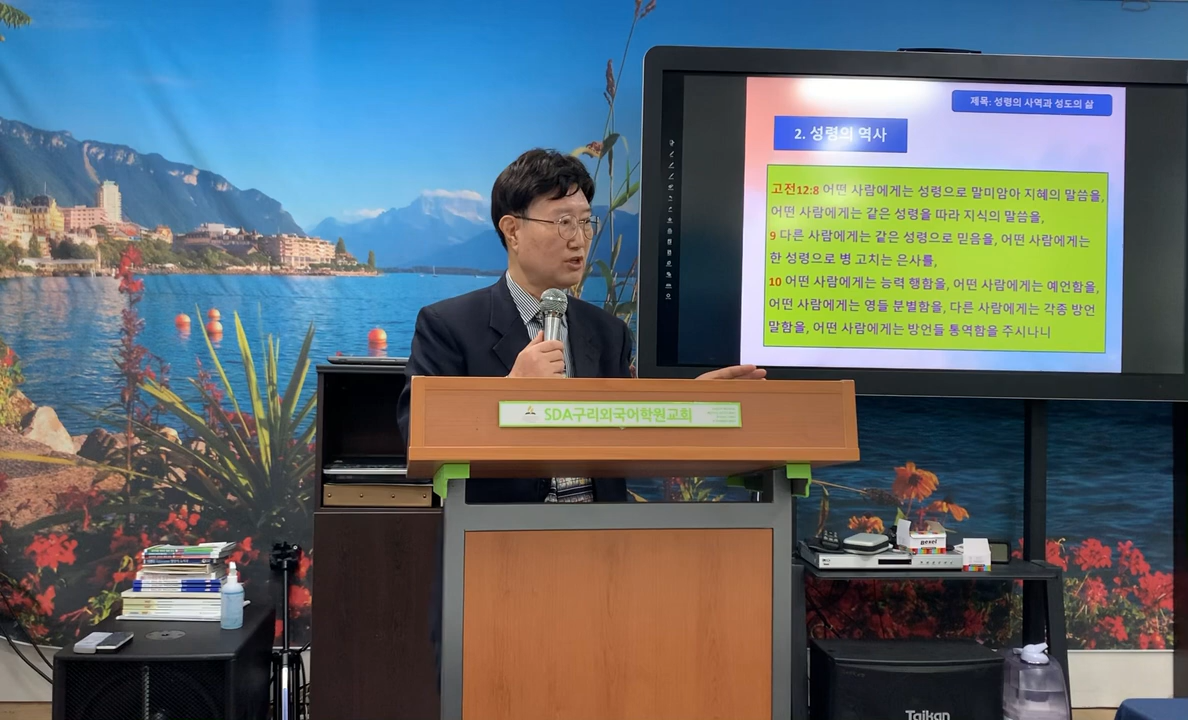 제목: 성령의 사역과 성도의 삶
2. 성령의 역사
고전12:8 어떤 사람에게는 성령으로 말미암아 지혜의 말씀을,
어떤 사람에게는 같은 성령을 따라 지식의 말씀을,
9 다른 사람에게는 같은 성령으로 믿음을, 어떤 사람에게는
한 성령으로 병 고치는 은사를,
10 어떤 사람에게는 능력 행함을, 어떤 사람에게는 예언함을,
어떤 사람에게는 영들 분별함을, 다른 사람에게는 각종 방언
말함을, 어떤 사람에게는 방언들 통역함을 주시나니
SDA구리외국어학원교회
Taikan